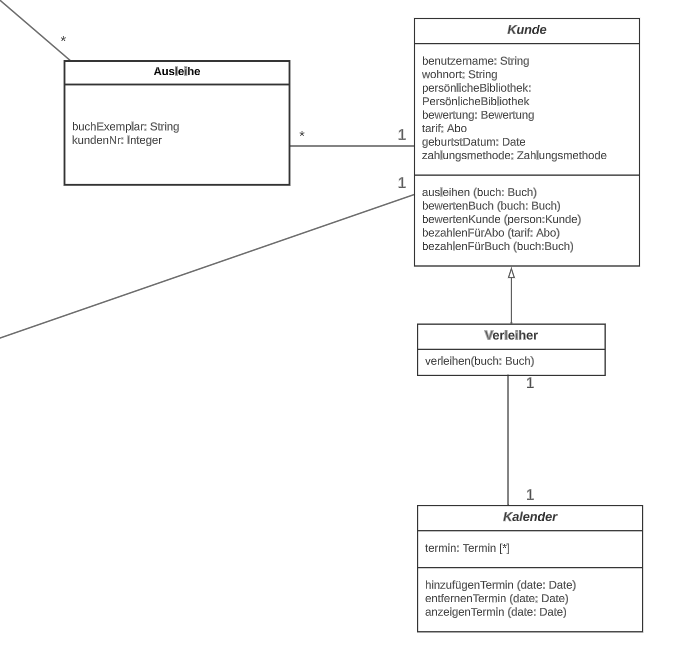 *
Ausleihe
buchExemplar: String
kundenNr: Integer
*
1
1
Kunde
benutzername: String
wohnort: String
persönlicheBibliothek:
PersönlicheBibliothek
bewertung: Bewertung
tarif: Abo
geburtstDatum: Date
zahlungsmethode: Zahlungsmethode
ausleihen (buch: Buch)
bewertenBuch (buch: Buch)
bewertenKunde (person:Kunde)
bezahlenFürAbo (tarif: Abo)
bezahlenFürBuch (buch:Buch)
Verleiher
verleihen(buch: Buch)
1
1
Kalender
termin: Termin [*]
hinzufügenTermin (date: Date)
entfernenTermin (date: Date)
anzeigenTermin (date: Date)